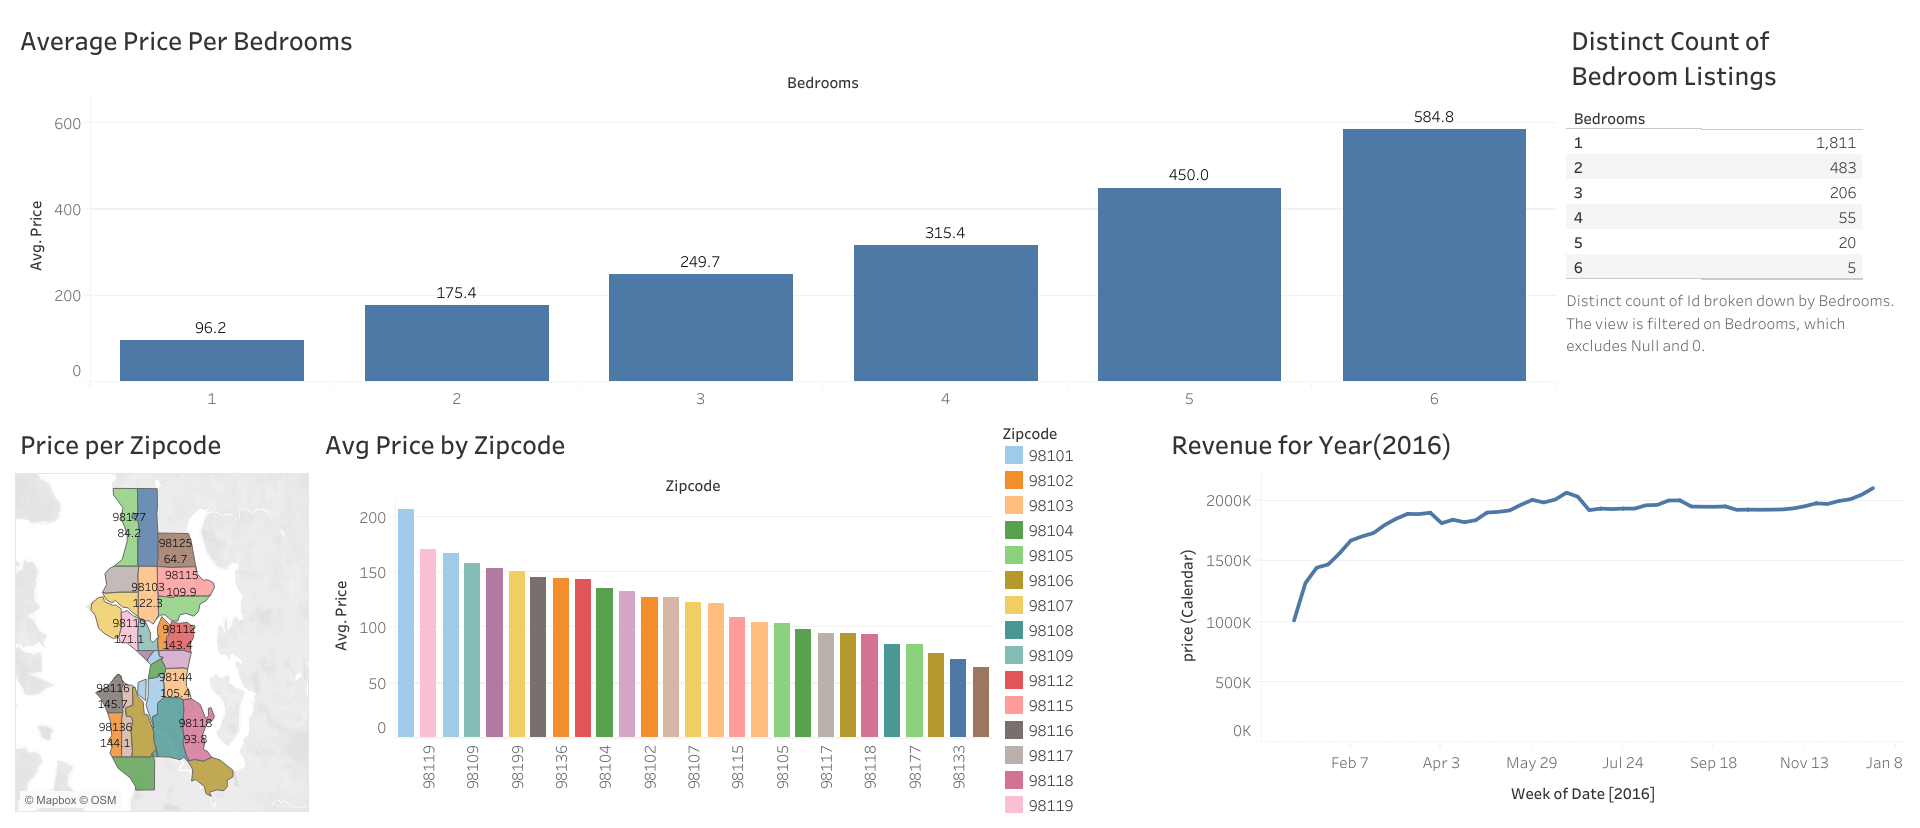 Average Price Per Bedrooms
Bedrooms
Avg. Price
600
400
200
0
96.2
175.4
249.7
315.4
450.0
584.8
1
2
3
4
5
6
Distinct Count of
Bedroom Listings
Bedrooms
1 1,811
2 483
3 206
4 55
5 20
6 5
Distinct count of Id broken down by Bedrooms.
The view is filtered on Bedrooms, which
excludes Null and 0.
Price per Zipcode
98177
84.2
98125
64.7
98115
109.9
98103
122.3
98119
171.1
98112
143.4
98144
105.4
98116
145.7
98118
93.8
98136
144.1
© Mapbox © OSM
Avg Price by Zipcode
Zipcode
Avg. Price
200
150
100
50
0
98119
98109
98199
98136
98104
98102
98107
98115
98105
98117
98118
98177
98133
Zipcode
98101
98102
98103
98104
98105
98106
98107
98108
98109
98112
98115
98116
98117
98118
98119
Revenue for Year(2016)
price (Calendar)
2000K
1500K
1000K
500K
0K
Feb 7
Apr 3
May 29
Jul 24
Sep 18
Nov 13
Jan 8
Week of Date [2016]